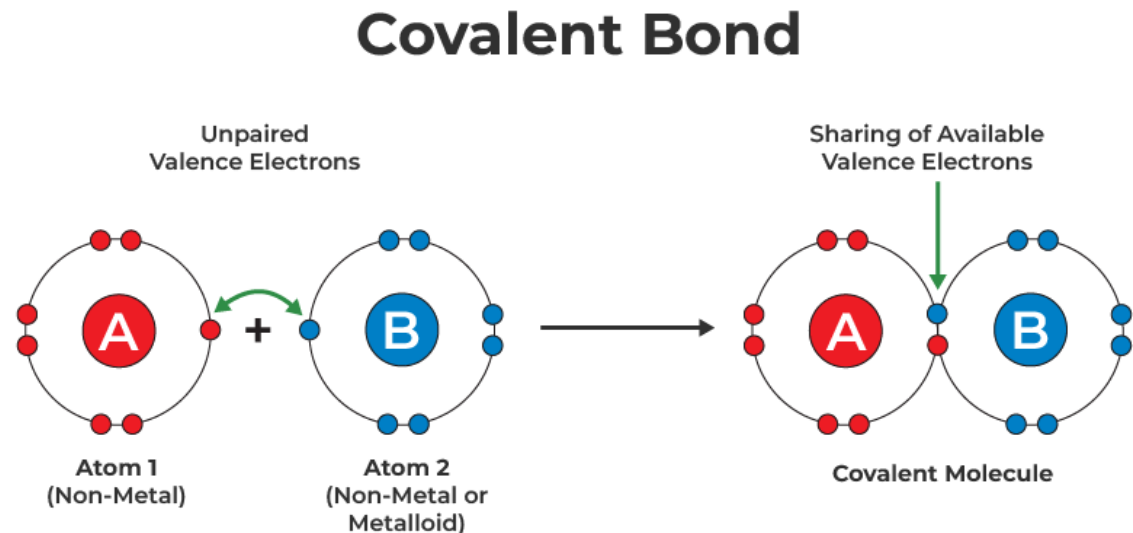 Covalent Bond
Unpaired
Valence Electrons
Sharing of Available
Valence Electrons
A
+
B
A
B
Atom 1
(Non-Metal)
Atom 2
(Non-Metal or
Metalloid)
Covalent Molecule